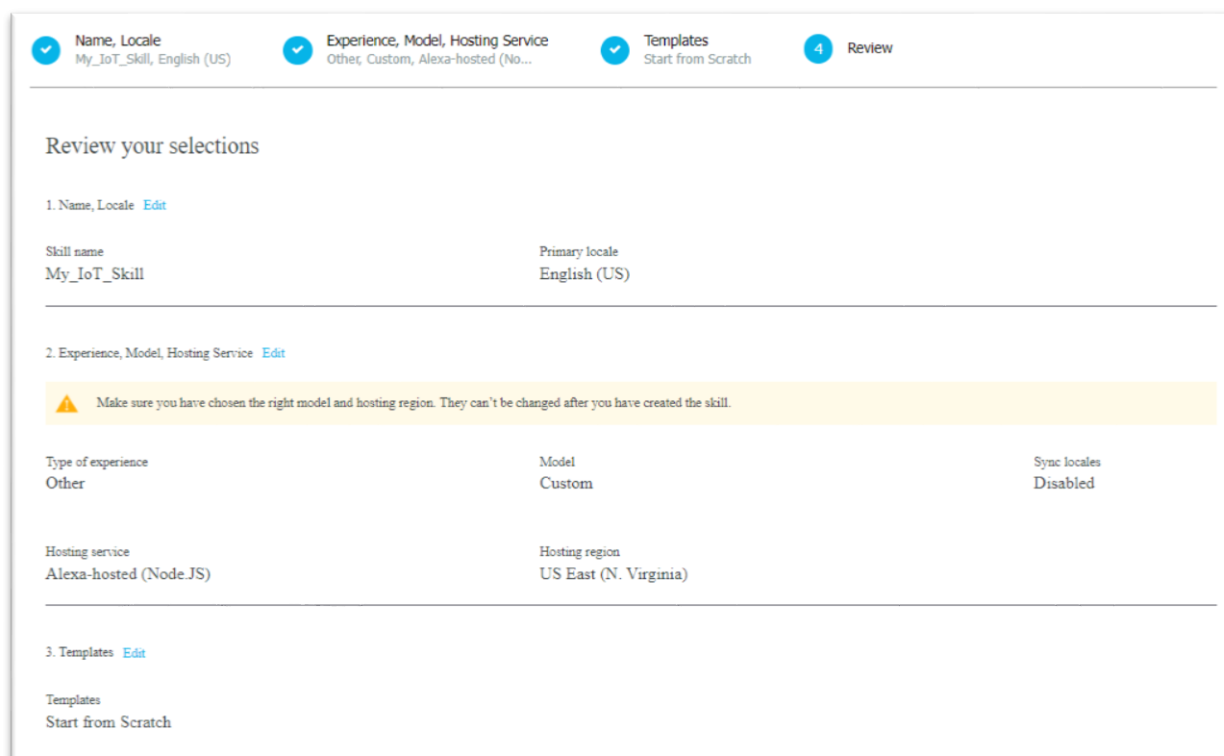 Name, Locale
My_IoT_Skill, English (US)
Experience, Model, Hosting Service
Other, Custom, Alexa-hosted (No...
Templates
Start from Scratch
4 Review
Review your selections
1. Name, Locale Edit
Skill name Primary locale
My_IoT_Skill English (US)
2. Experience, Model, Hosting Service Edit
Make sure you have chosen the right model and hosting region. They can't be changed after you have created the skill.
Type of experience Model Sync locales
Other Custom Disabled
Hosting service Hosting region
Alexa-hosted (Node.JS) US East (N. Virginia)
3. Templates Edit
Templates
Start from Scratch